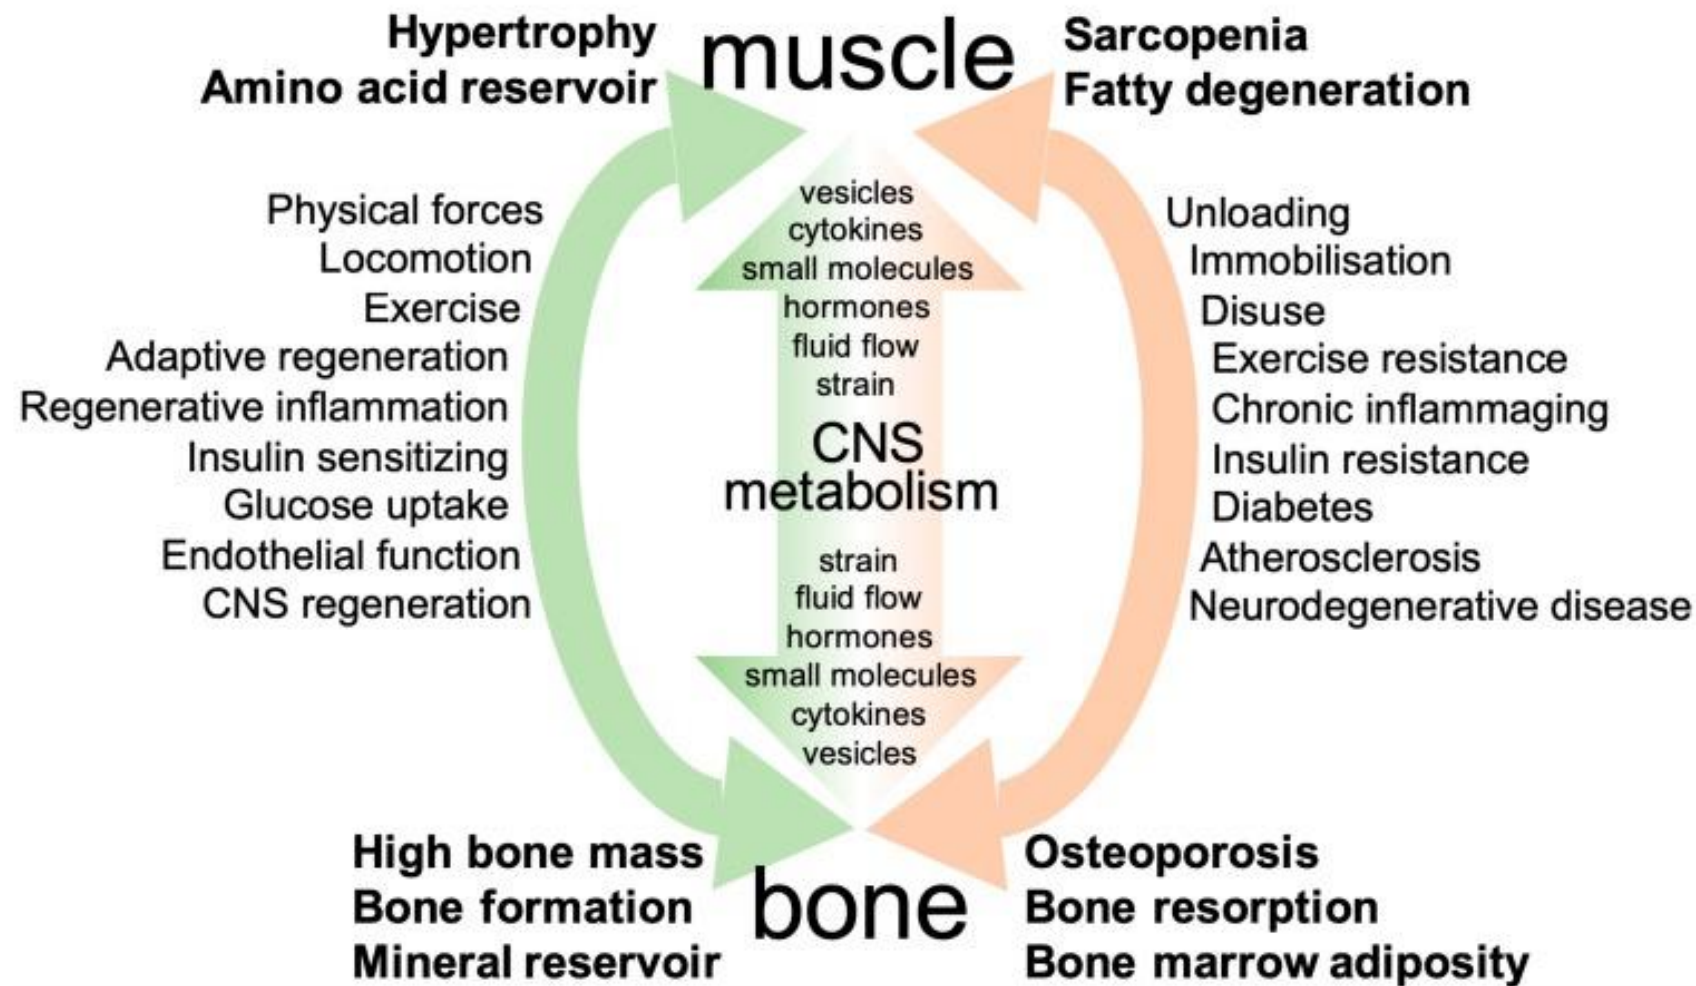 Hypertrophy
Amino acid reservoir
muscle
Sarcopenia
Fatty degeneration
Physical forces
Locomotion
Exercise
Adaptive regeneration
Regenerative inflammation
Insulin sensitizing
Glucose uptake
Endothelial function
CNS regeneration
vesicles
cytokines
small molecules
hormones
fluid flow
strain
CNS
metabolism
strain
fluid flow
hormones
small molecules
cytokines
vesicles
Unloading
Immobilisation
Disuse
Exercise resistance
Chronic inflammaging
Insulin resistance
Diabetes
Atherosclerosis
Neurodegenerative disease
High bone mass
Bone formation
Mineral reservoir
bone
Osteoporosis
Bone resorption
Bone marrow adiposity